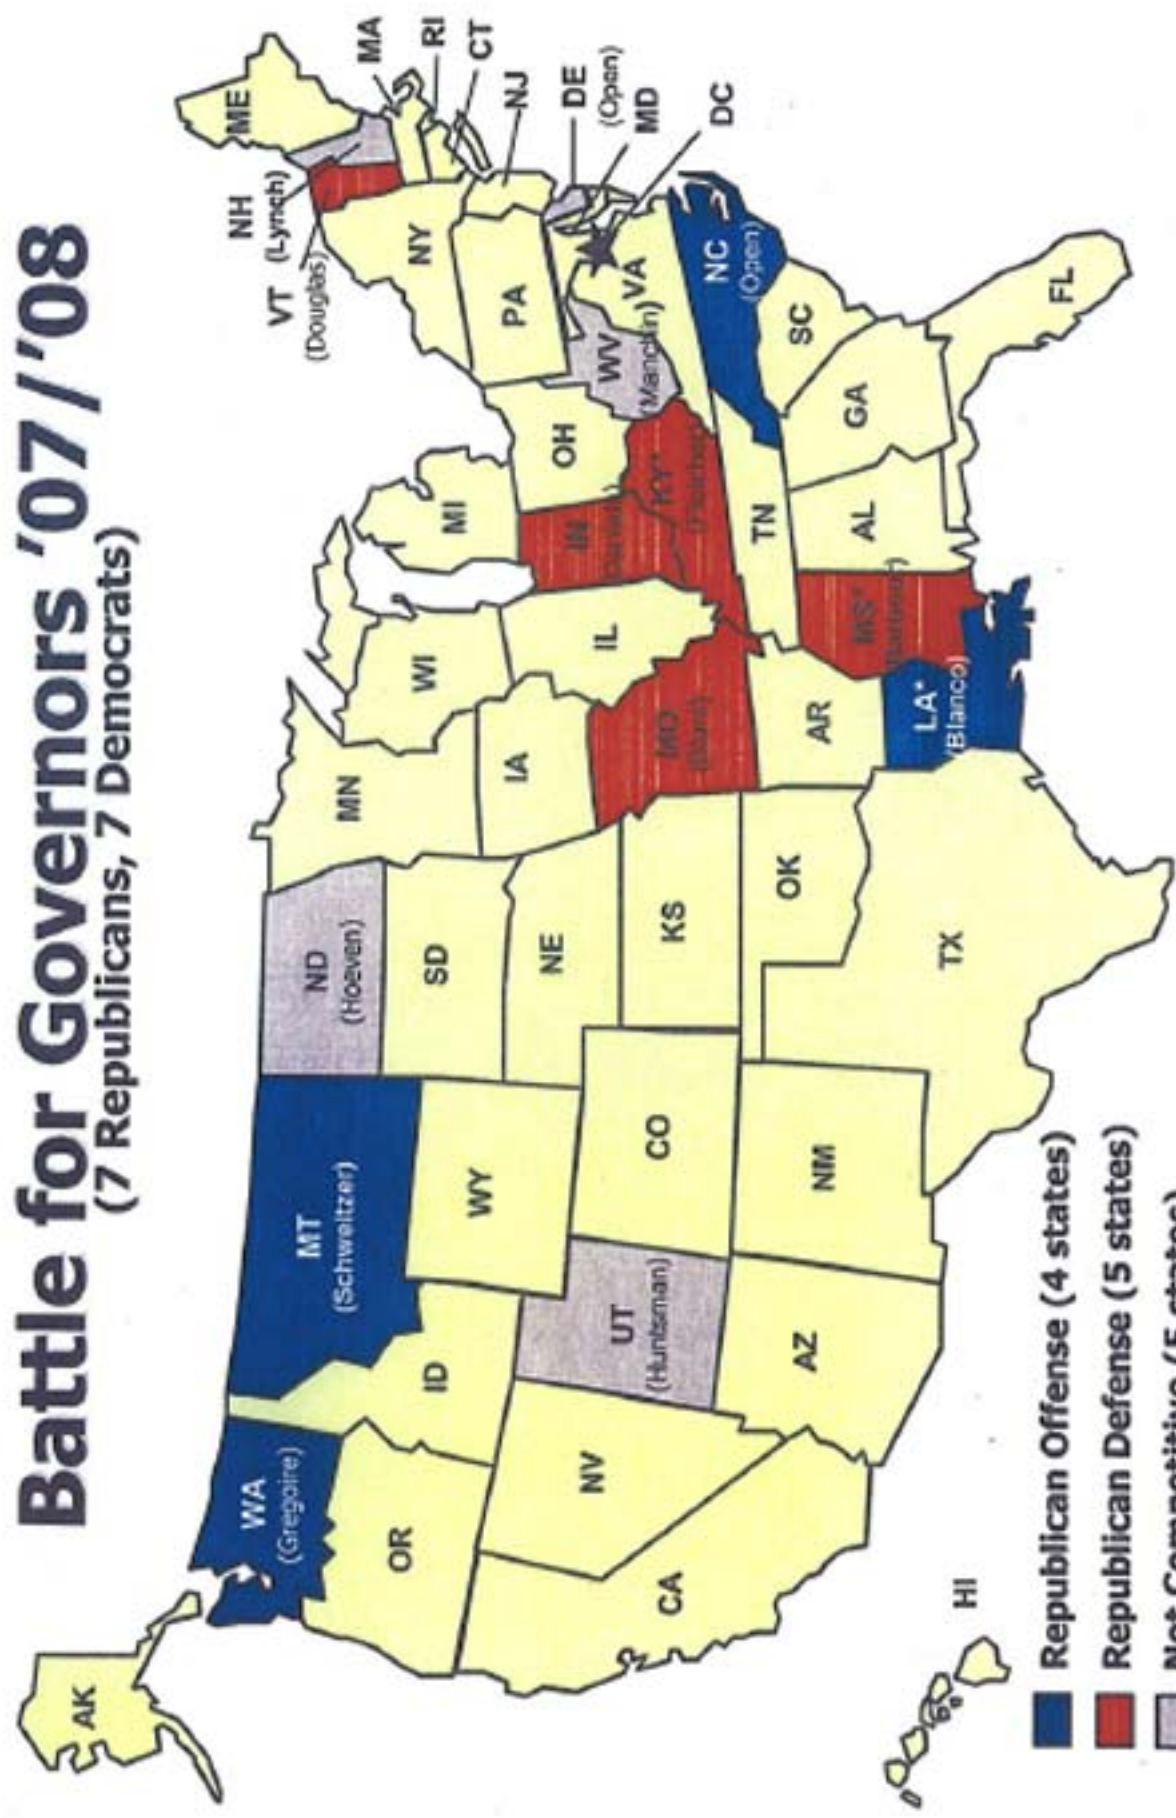 Battle for Governors '07/'08
(7 Republicans, 7 Democrats)
AK
WA
(Gregoire)
MT
(Schweitzer)
ND
(Hoeven)
MN
VT
(Douglas)
NH
(Lynch)
ME
MA
RI
CT
NJ
DE
(Open)
MD
DC
OR
ID
WY
SD
WI
MI
NY
PA
IA
NE
NV
UT
(Huntsman)
CO
KS
MO
(Blunt)
IL
IN
OH
WV
(Manchin)
VA
KY*
NC
(Open)
CA
AZ
NM
OK
AR
TN
SC
TX
LA*
(Blanco)
MS*
AL
GA
FL
HI
Republican Offense (4 states)
Republican Defense (5 states)
Not Competitive (5 states)